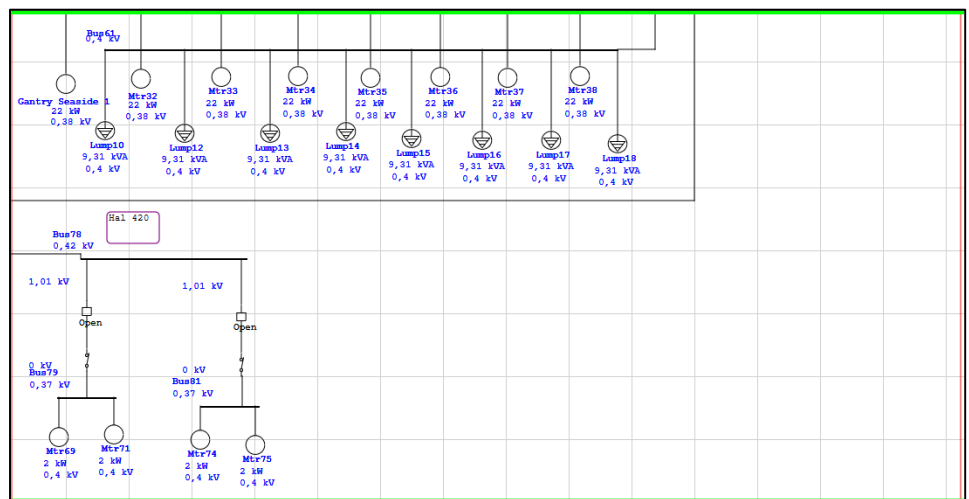 Bus61
0,4 kV
Gantry Seaside 1
22 kW
0,38 kV
Mtr32
22 kW
0,38 kV
Mtr33
22 kW
0,38 kV
Mtr34
22 kW
0,38 kV
Mtr35
22 kW
0,38 kV
Mtr36
22 kW
0,38 kV
Mtr37
22 kW
0,38 kV
Mtr38
22 kW
0,38 kV
Lump10
9,31 kVA
0,4 kV
Lump12
9,31 kVA
0,4 kV
Lump13
9,31 kVA
0,4 kV
Lump14
9,31 kVA
0,4 kV
Lump15
9,31 kVA
0,4 kV
Lump16
9,31 kVA
0,4 kV
Lump17
9,31 kVA
0,4 kV
Lump18
9,31 kVA
0,4 kV
Hal 420
Bus78
0,42 kV
1,01 kV
1,01 kV
Open
Open
0 kV
Bus79
0,37 kV
0 kV
Bus81
0,37 kV
Mtr69
2 kW
0,4 kV
Mtr71
2 kW
0,4 kV
Mtr74
2 kW
0,4 kV
Mtr75
2 kW
0,4 kV